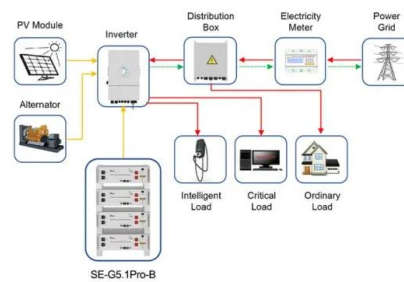 PV Module
Inverter
Distribution
Box
Electricity
Meter
Power
Grid
Alternator
Intelligent
Load
Critical
Load
Ordinary
Load
SE-G5.1Pro-B